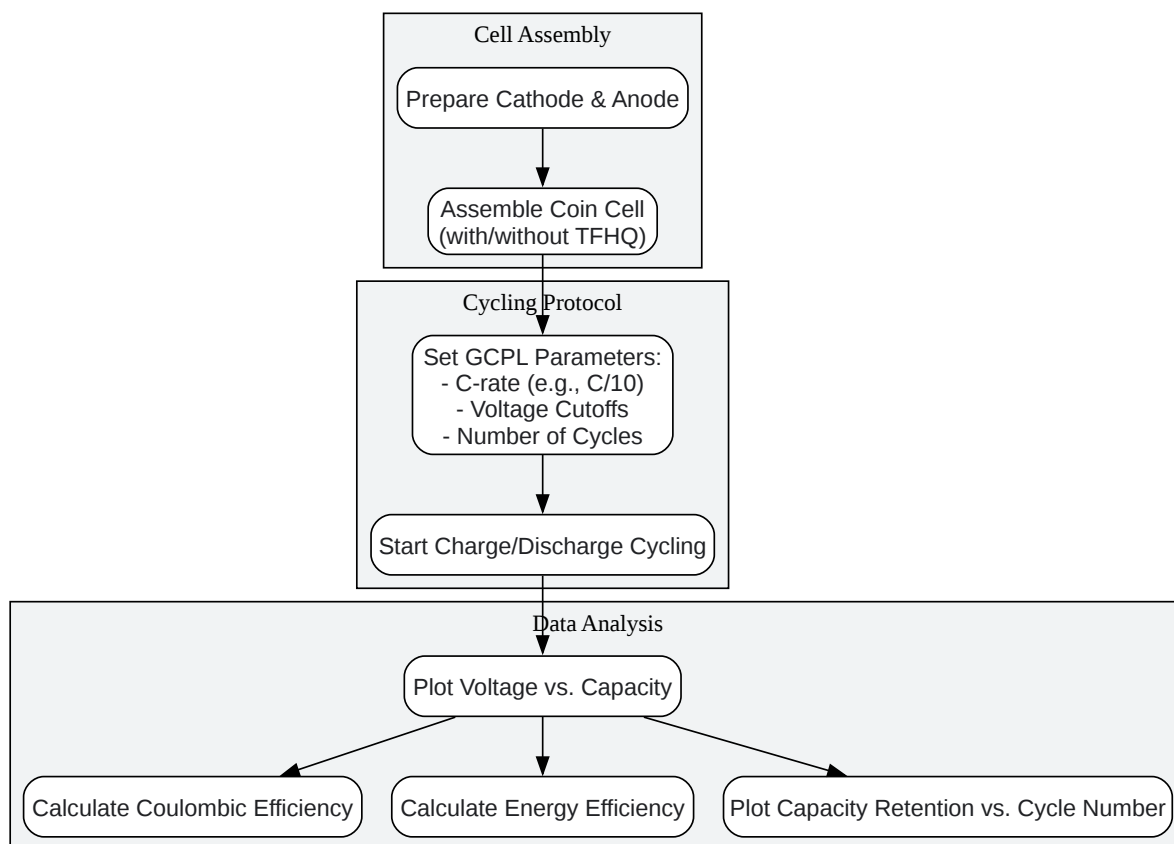 Cell Assembly
Prepare Cathode & Anode
Assemble Coin Cell
(with/without TFHQ)
Cycling Protocol
Set GCPL Parameters:
- C-rate (e.g., C/10)
- Voltage Cutoffs
- Number of Cycles
Start Charge/Discharge Cycling
Data Analysis
Plot Voltage vs. Capacity
Calculate Coulombic Efficiency
Calculate Energy Efficiency
Plot Capacity Retention vs. Cycle Number